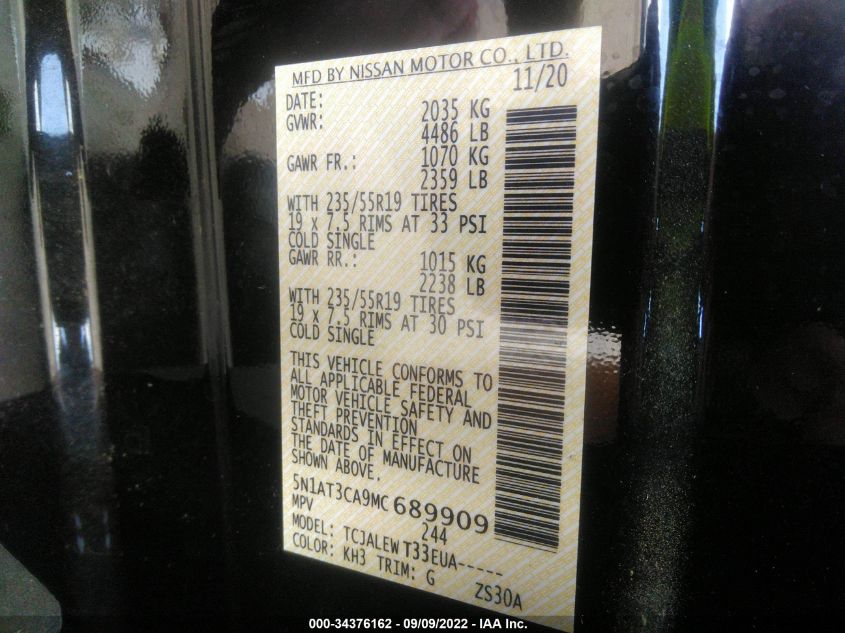 MFD BY NISSAN MOTOR CO., LTD.
DATE: 11/20
GVWR: 2035 KG
4486 LB
GAWR FR.: 1070 KG
2359 LB
WITH 235/55R19 TIRES
19 x 7.5 RIMS AT 33 PSI
COLD SINGLE
GAWR RR.: 1015 KG
2238 LB
WITH 235/55R19 TIRES
19 x 7.5 RIMS AT 30 PSI
COLD SINGLE
THIS VEHICLE CONFORMS TO
ALL APPLICABLE FEDERAL
MOTOR VEHICLE SAFETY AND
THEFT PREVENTION
STANDARDS IN EFFECT ON
THE DATE OF MANUFACTURE
SHOWN ABOVE.
5N1AT3CA9MC 689909
MPV 244
MODEL: TCJALEW T33EUA-----
COLOR: KH3 TRIM: G ZS30A
000-34376162 - 09/09/2022 - IAA Inc.